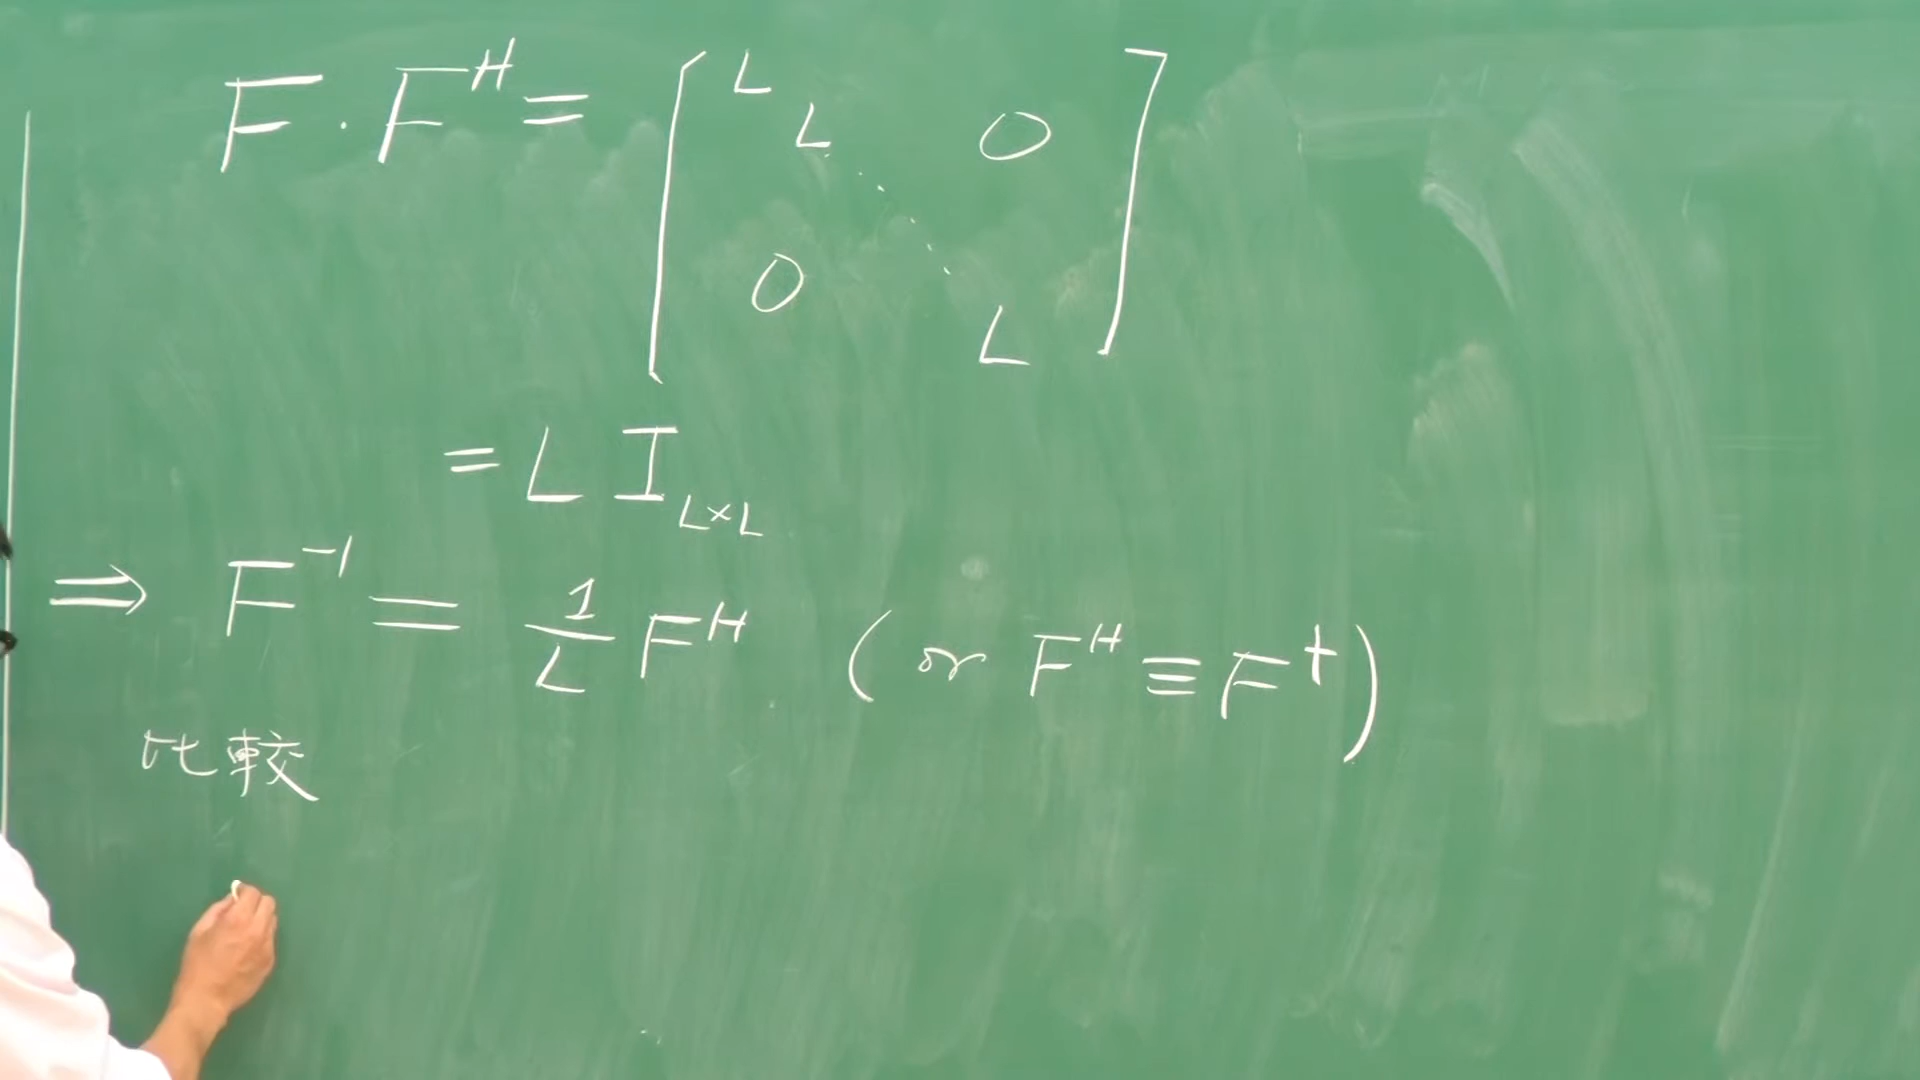 F · F^H = [ L L ⋱ L 0 0 ]
= L I_{L×L}
⇒ F^{-1} = 1/L F^H ( or F^H ≡ F^† )
比較